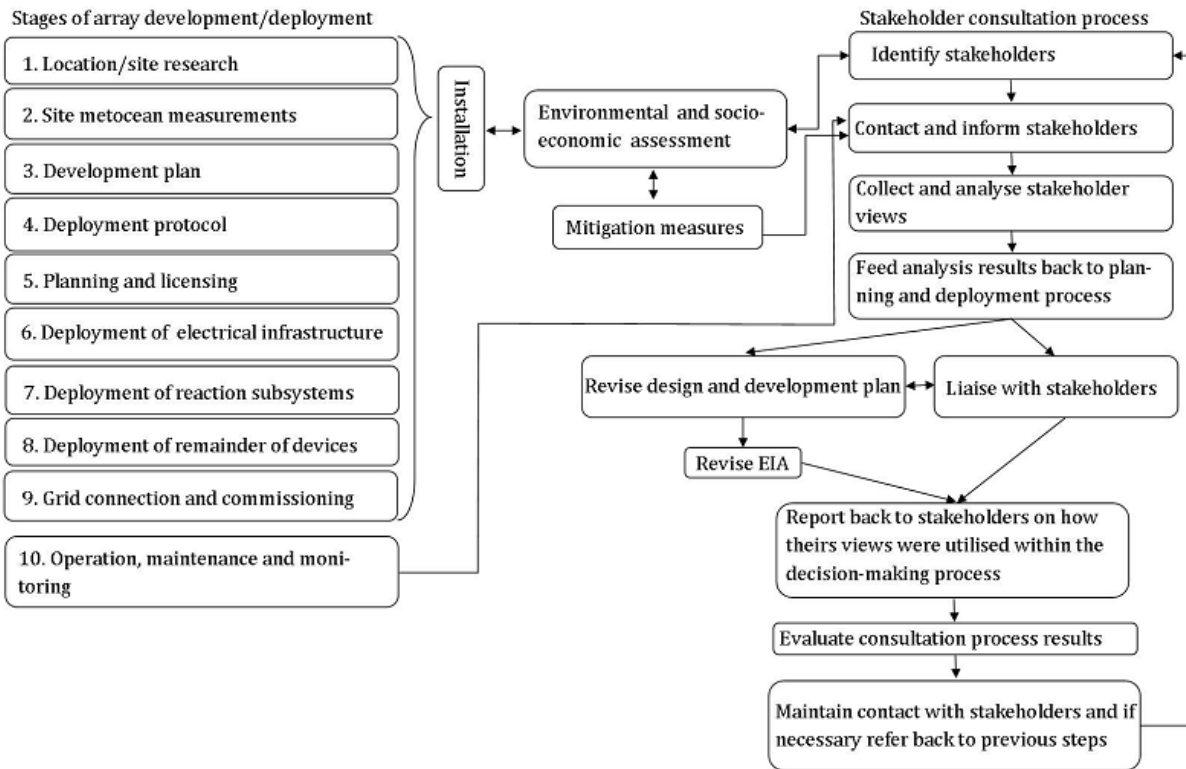 Stages of array development/deployment
1. Location/site research
2. Site metocean measurements
3. Development plan
4. Deployment protocol
5. Planning and licensing
6. Deployment of electrical infrastructure
7. Deployment of reaction subsystems
8. Deployment of remainder of devices
9. Grid connection and commissioning
10. Operation, maintenance and moni-
toring
Installation
Environmental and socio-
economic assessment
Mitigation measures
Stakeholder consultation process
Identify stakeholders
Contact and inform stakeholders
Collect and analyse stakeholder
views
Feed analysis results back to plan-
ning and deployment process
Revise design and development plan
Liaise with stakeholders
Revise EIA
Report back to stakeholders on how
theirs views were utilised within the
decision-making process
Evaluate consultation process results
Maintain contact with stakeholders and if
necessary refer back to previous steps